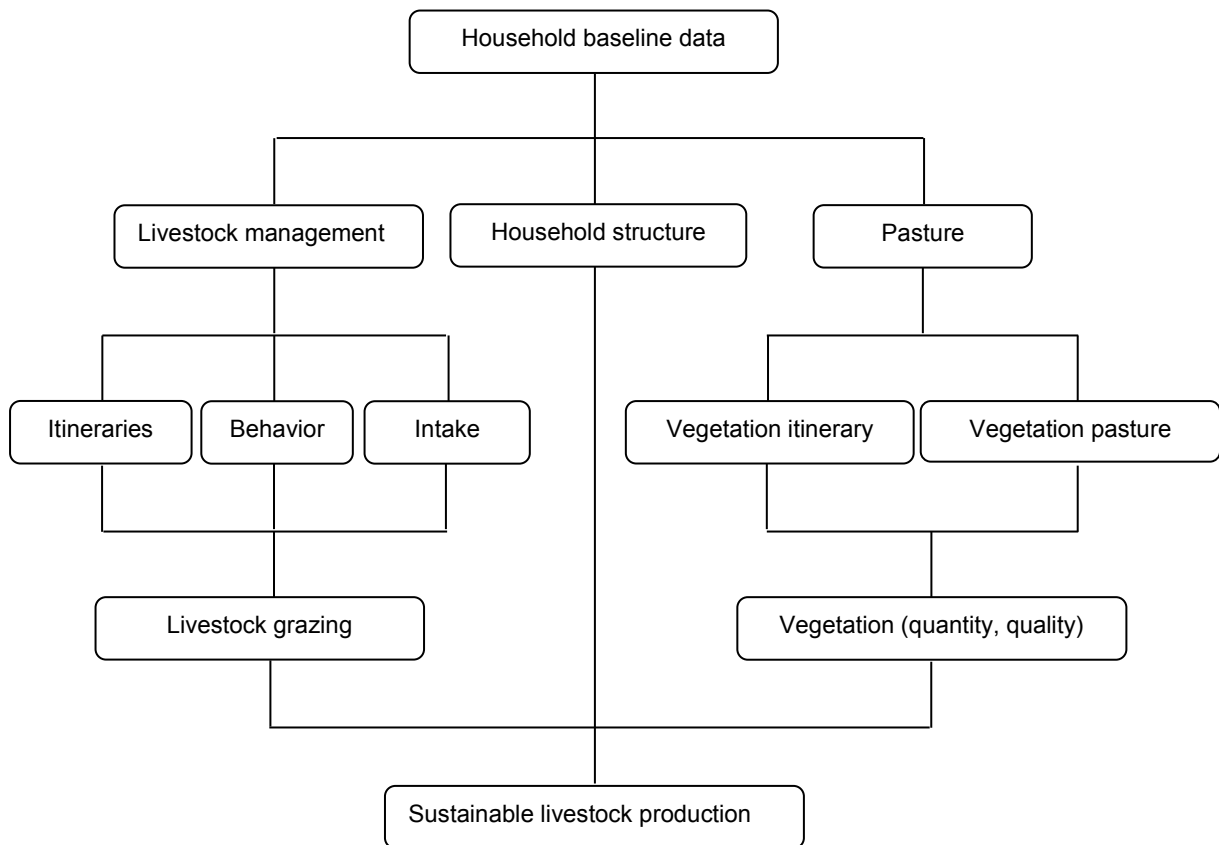 Household baseline data
Livestock management
Household structure
Pasture
Itineraries
Behavior
Intake
Vegetation itinerary
Vegetation pasture
Livestock grazing
Vegetation (quantity, quality)
Sustainable livestock production